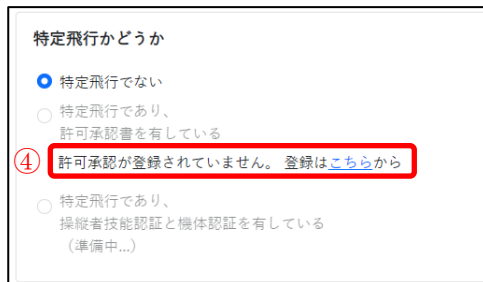 特定飛行かどうか
特定飛行でない
特定飛行であり、
許可承認書を有している
④ 許可承認が登録されていません。 登録はこちらから
特定飛行であり、
操縦者技能認証と機体認証を有している
（準備中...）